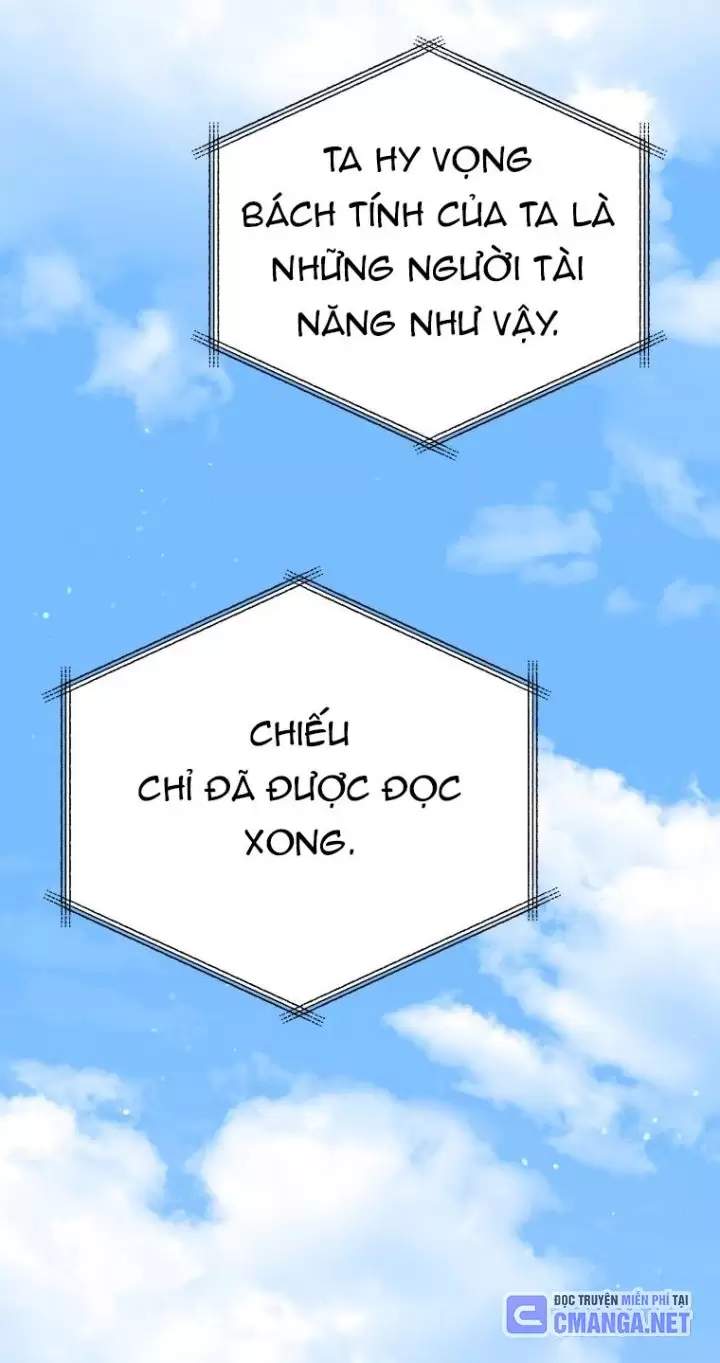 TA HY VỌNG
BÁCH TÍNH CỦA TA LÀ
NHỮNG NGƯỜI TÀI
NĂNG NHƯ VẬY.
CHIẾU
CHỈ ĐÃ ĐƯỢC ĐỌC
XONG.
ĐỌC TRUYỆN MIỄN PHÍ TẠI
CMANGA.NET